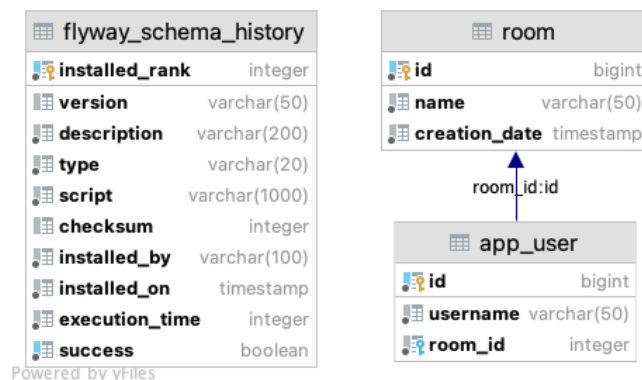 flyway_schema_history
installed_rank integer
version varchar(50)
description varchar(200)
type varchar(20)
script varchar(1000)
checksum integer
installed_by varchar(100)
installed_on timestamp
execution_time integer
success boolean
room
id bigint
name varchar(50)
creation_date timestamp
room_id:id
app_user
id bigint
username varchar(50)
room_id integer
Powered by yFiles